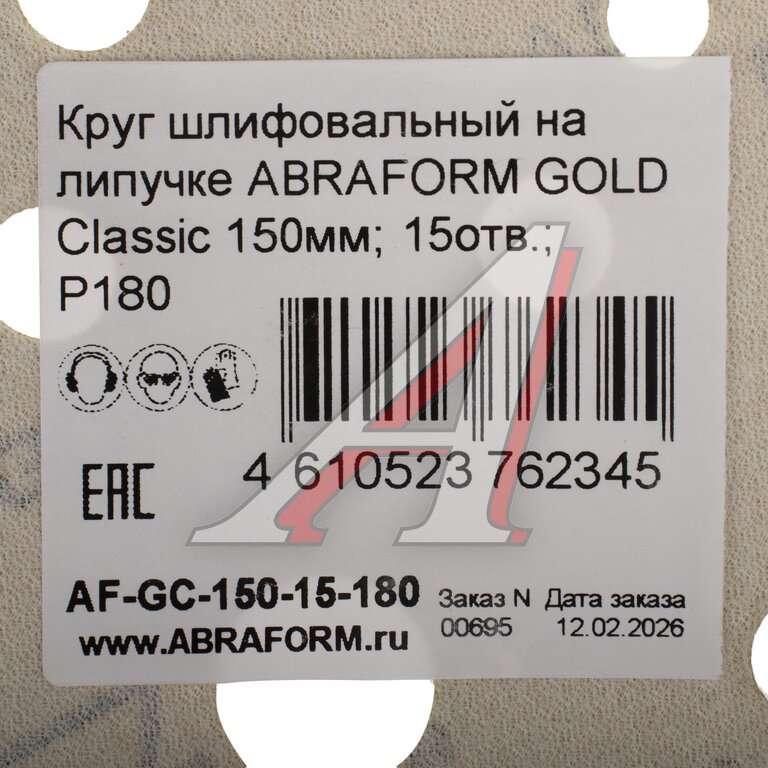 Круг шлифовальный на
липучке ABRAFORM GOLD
Classic 150мм; 15отв.;
P180
4 610523 762345
EAC
AF-GC-150-15-180
www.ABRAFORM.ru
Заказ N Дата заказа
00695 12.02.2026